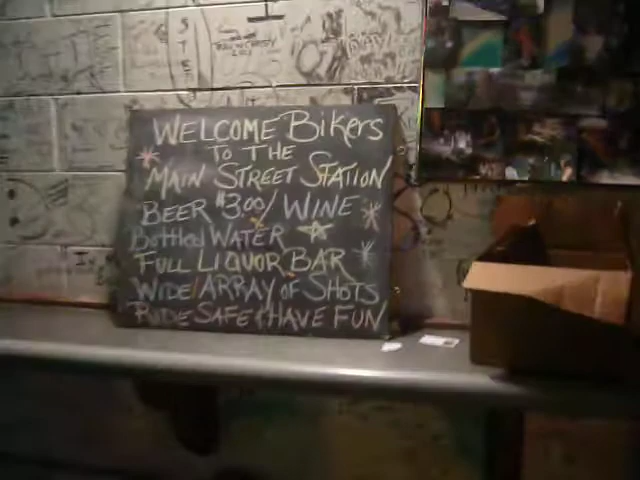 WELCOME Bikers
TO THE
MAIN STREET STATION
BEER $3.00/ WINE
Bottled WATER
FULL LIQUOR BAR
WIDE ARRAY OF SHOTS
RIDE SAFE & HAVE FUN